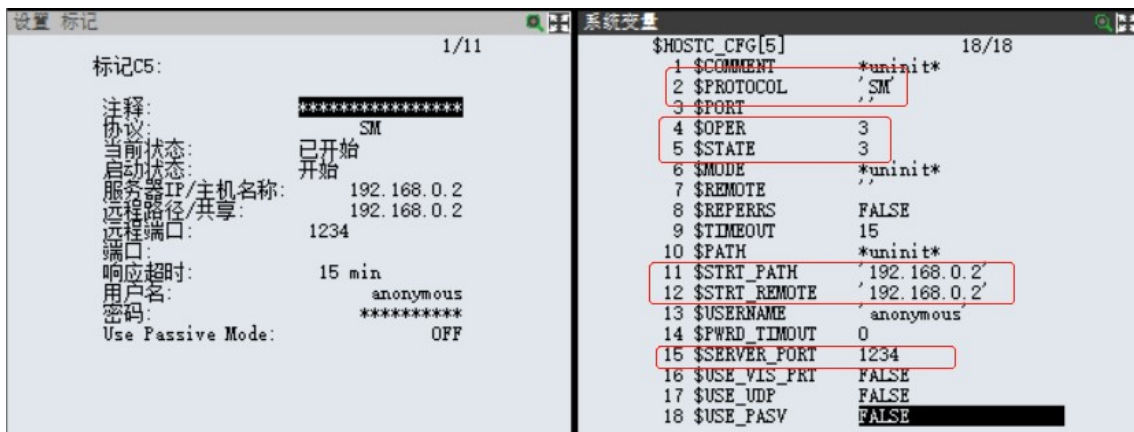 设置 标记
1/11
标记C5:
注释: ****************
协议: SM
当前状态: 已开始
启动状态: 开始
服务器IP/主机名称: 192.168.0.2
远程路径/共享: 192.168.0.2
远程端口: 1234
端口:
响应超时: 15 min
用户名: anonymous
密码: **********
Use Passive Mode: OFF
系统变量
$HOSTC_CFG[5] 18/18
1 $COMMENT *uninit*
2 $PROTOCOL 'SM'
3 $PORT ''
4 $OPER 3
5 $STATE 3
6 $MODE *uninit*
7 $REMOTE ''
8 $REPERRS FALSE
9 $TIMEOUT 15
10 $PATH *uninit*
11 $STRT_PATH '192.168.0.2'
12 $STRT_REMOTE '192.168.0.2'
13 $USERNAME 'anonymous'
14 $PWRD_TIMOUT 0
15 $SERVER_PORT 1234
16 $USE_VIS_PRT FALSE
17 $USE_UDP FALSE
18 $USE_PASV FALSE